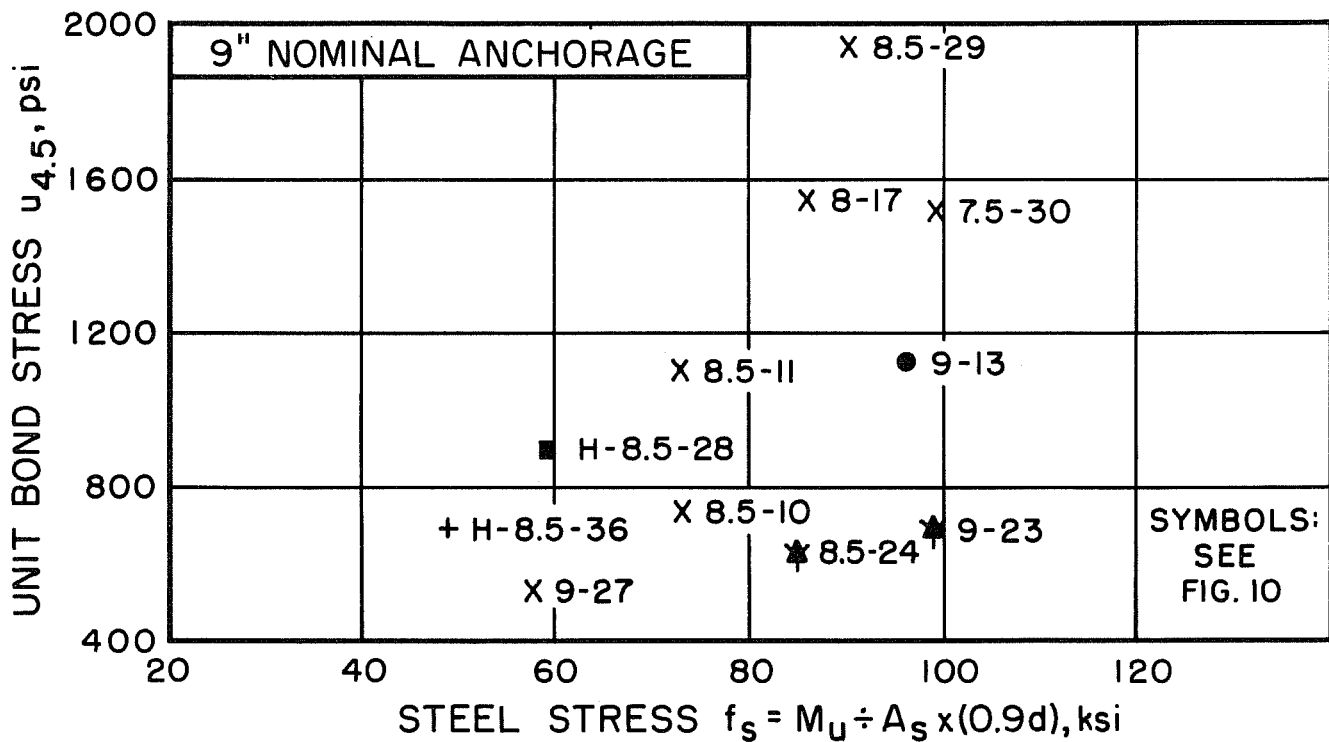 2000
9" NOMINAL ANCHORAGE
X 8.5-29
1600
X 8-17
X 7.5-30
1200
X 8.5-11
9-13
H-8.5-28
800
X 8.5-10
+ H-8.5-36
8.5-24
9-23
X 9-27
SYMBOLS:
SEE
FIG. 10
400
20 40 60 80 100 120
UNIT BOND STRESS u4.5, psi
STEEL STRESS fs = Mu ÷ As x (0.9d), ksi